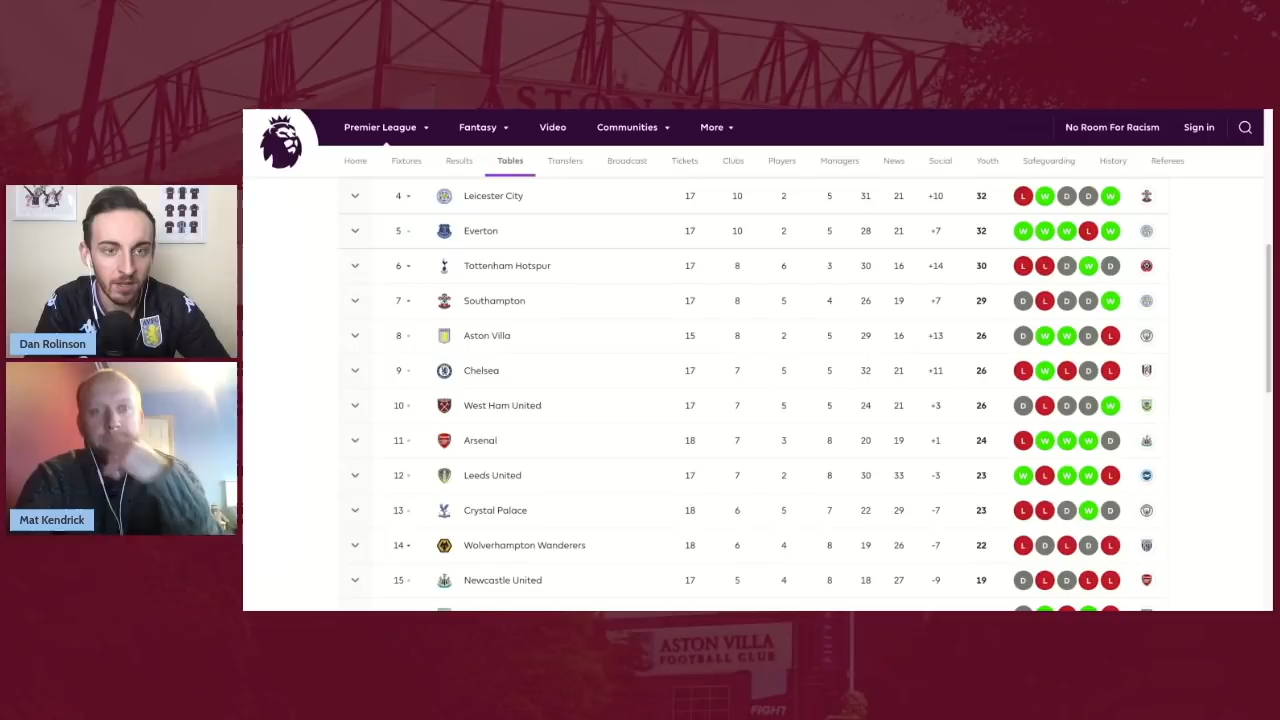 ASTON V
Premier League Fantasy Video Communities More No Room For Racism Sign in
Home Fixtures Results Tables Transfers Broadcast Tickets Clubs Players Managers News Social Youth Safeguarding History Referees
4 Leicester City 17 10 2 5 31 21 +10 32 L W D D W
5 Everton 17 10 2 5 28 21 +7 32 W W W L W
6 Tottenham Hotspur 17 8 6 3 30 16 +14 30 L L D W D
7 Southampton 17 8 5 4 26 19 +7 29 D L D D W
8 Aston Villa 15 8 2 5 29 16 +13 26 D W W D L
9 Chelsea 17 7 5 5 32 21 +11 26 L W L D L
10 West Ham United 17 7 5 5 24 21 +3 26 D L D D W
11 Arsenal 18 7 3 8 20 19 +1 24 L W W W D
12 Leeds United 17 7 2 8 30 33 -3 23 W L W W L
13 Crystal Palace 18 6 5 7 22 29 -7 23 L L D W D
14 Wolverhampton Wanderers 18 6 4 8 19 26 -7 22 L D L D L
15 Newcastle United 17 5 4 8 18 27 -9 19 D L D L L
AVFC
Dan Rolinson
Mat Kendrick
ASTON VILLA
FOOTBALL CLUB
FIGHT